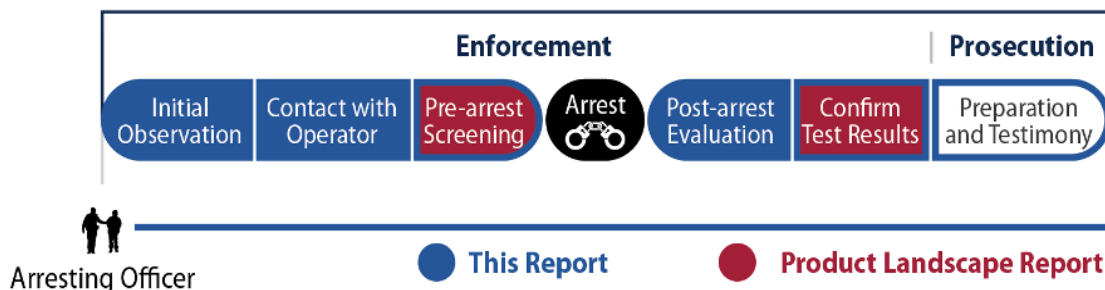 Enforcement
Prosecution
Initial
Observation
Contact with
Operator
Pre-arrest
Screening
Arrest
Post-arrest
Evaluation
Confirm
Test Results
Preparation
and Testimony
Arresting Officer
This Report
Product Landscape Report